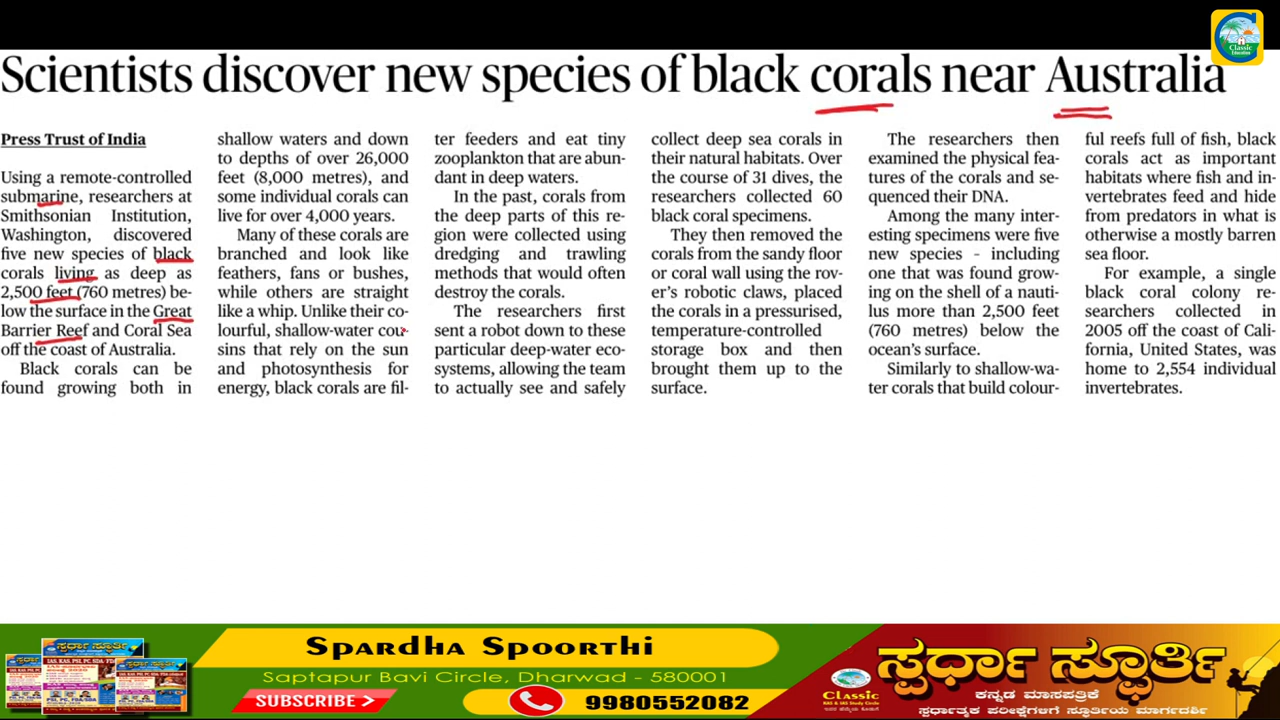 Classic
Education
Scientists discover new species of black corals near Australia
Press Trust of India
Using a remote-controlled
submarine, researchers at
Smithsonian Institution,
Washington, discovered
five new species of black
corals living as deep as
2,500 feet (760 metres) be-
low the surface in the Great
Barrier Reef and Coral Sea
off the coast of Australia.
Black corals can be
found growing both in
shallow waters and down
to depths of over 26,000
feet (8,000 metres), and
some individual corals can
live for over 4,000 years.
Many of these corals are
branched and look like
feathers, fans or bushes,
while others are straight
like a whip. Unlike their co-
lourful, shallow-water cou-
sins that rely on the sun
and photosynthesis for
energy, black corals are fil-
ter feeders and eat tiny
zooplankton that are abun-
dant in deep waters.
In the past, corals from
the deep parts of this re-
gion were collected using
dredging and trawling
methods that would often
destroy the corals.
The researchers first
sent a robot down to these
particular deep-water eco-
systems, allowing the team
to actually see and safely
collect deep sea corals in
their natural habitats. Over
the course of 31 dives, the
researchers collected 60
black coral specimens.
They then removed the
corals from the sandy floor
or coral wall using the rov-
er's robotic claws, placed
the corals in a pressurised,
temperature-controlled
storage box and then
brought them up to the
surface.
The researchers then
examined the physical fea-
tures of the corals and se-
quenced their DNA.
Among the many inter-
esting specimens were five
new species - including
one that was found grow-
ing on the shell of a nauti-
lus more than 2,500 feet
(760 metres) below the
ocean's surface.
Similarly to shallow-wa-
ter corals that build colour-
ful reefs full of fish, black
corals act as important
habitats where fish and in-
vertebrates feed and hide
from predators in what is
otherwise a mostly barren
sea floor.
For example, a single
black coral colony re-
searchers collected in
2005 off the coast of Cali-
fornia, United States, was
home to 2,554 individual
invertebrates.
ಸ್ಪರ್ಧಾ ಸ್ಫೂರ್ತಿ
IAS, KAS, PSI, PC, SDA/FDA
Spardha Spoorthi
Saptapur Bavi Circle, Dharwad - 580001
SUBSCRIBE >
9980552082
Classic
KAS & IAS Study Circle
ಸ್ಪರ್ಧಾ ಸ್ಫೂರ್ತಿ
ಕನ್ನಡ ಮಾಸಪತ್ರಿಕೆ
ಸ್ಪರ್ಧಾತ್ಮಕ ಪರೀಕ್ಷೆಗಳಿಗೆ ಸ್ಫೂರ್ತಿಯ ಮಾರ್ಗದರ್ಶಿ